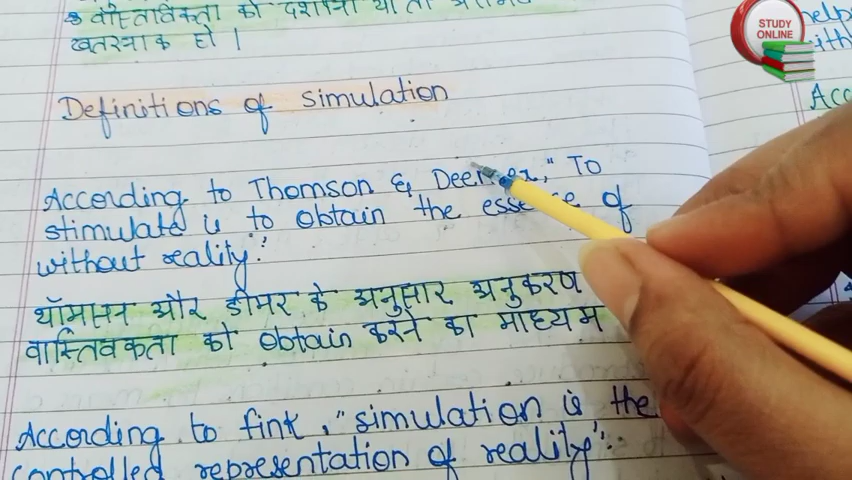 वास्तविकता को दर्शाना
खतरनाक हो ।
STUDY
ONLINE
Definitions of simulation
According to Thomson & Deemer, " To
stimulate is to obtain the essence of
without reality".
थॉमसन और डीमर के अनुसार अनुकरण
वास्तिवकता को obtain करने का माध्यम
According to fink, "simulation is the
controlled representation of reality".